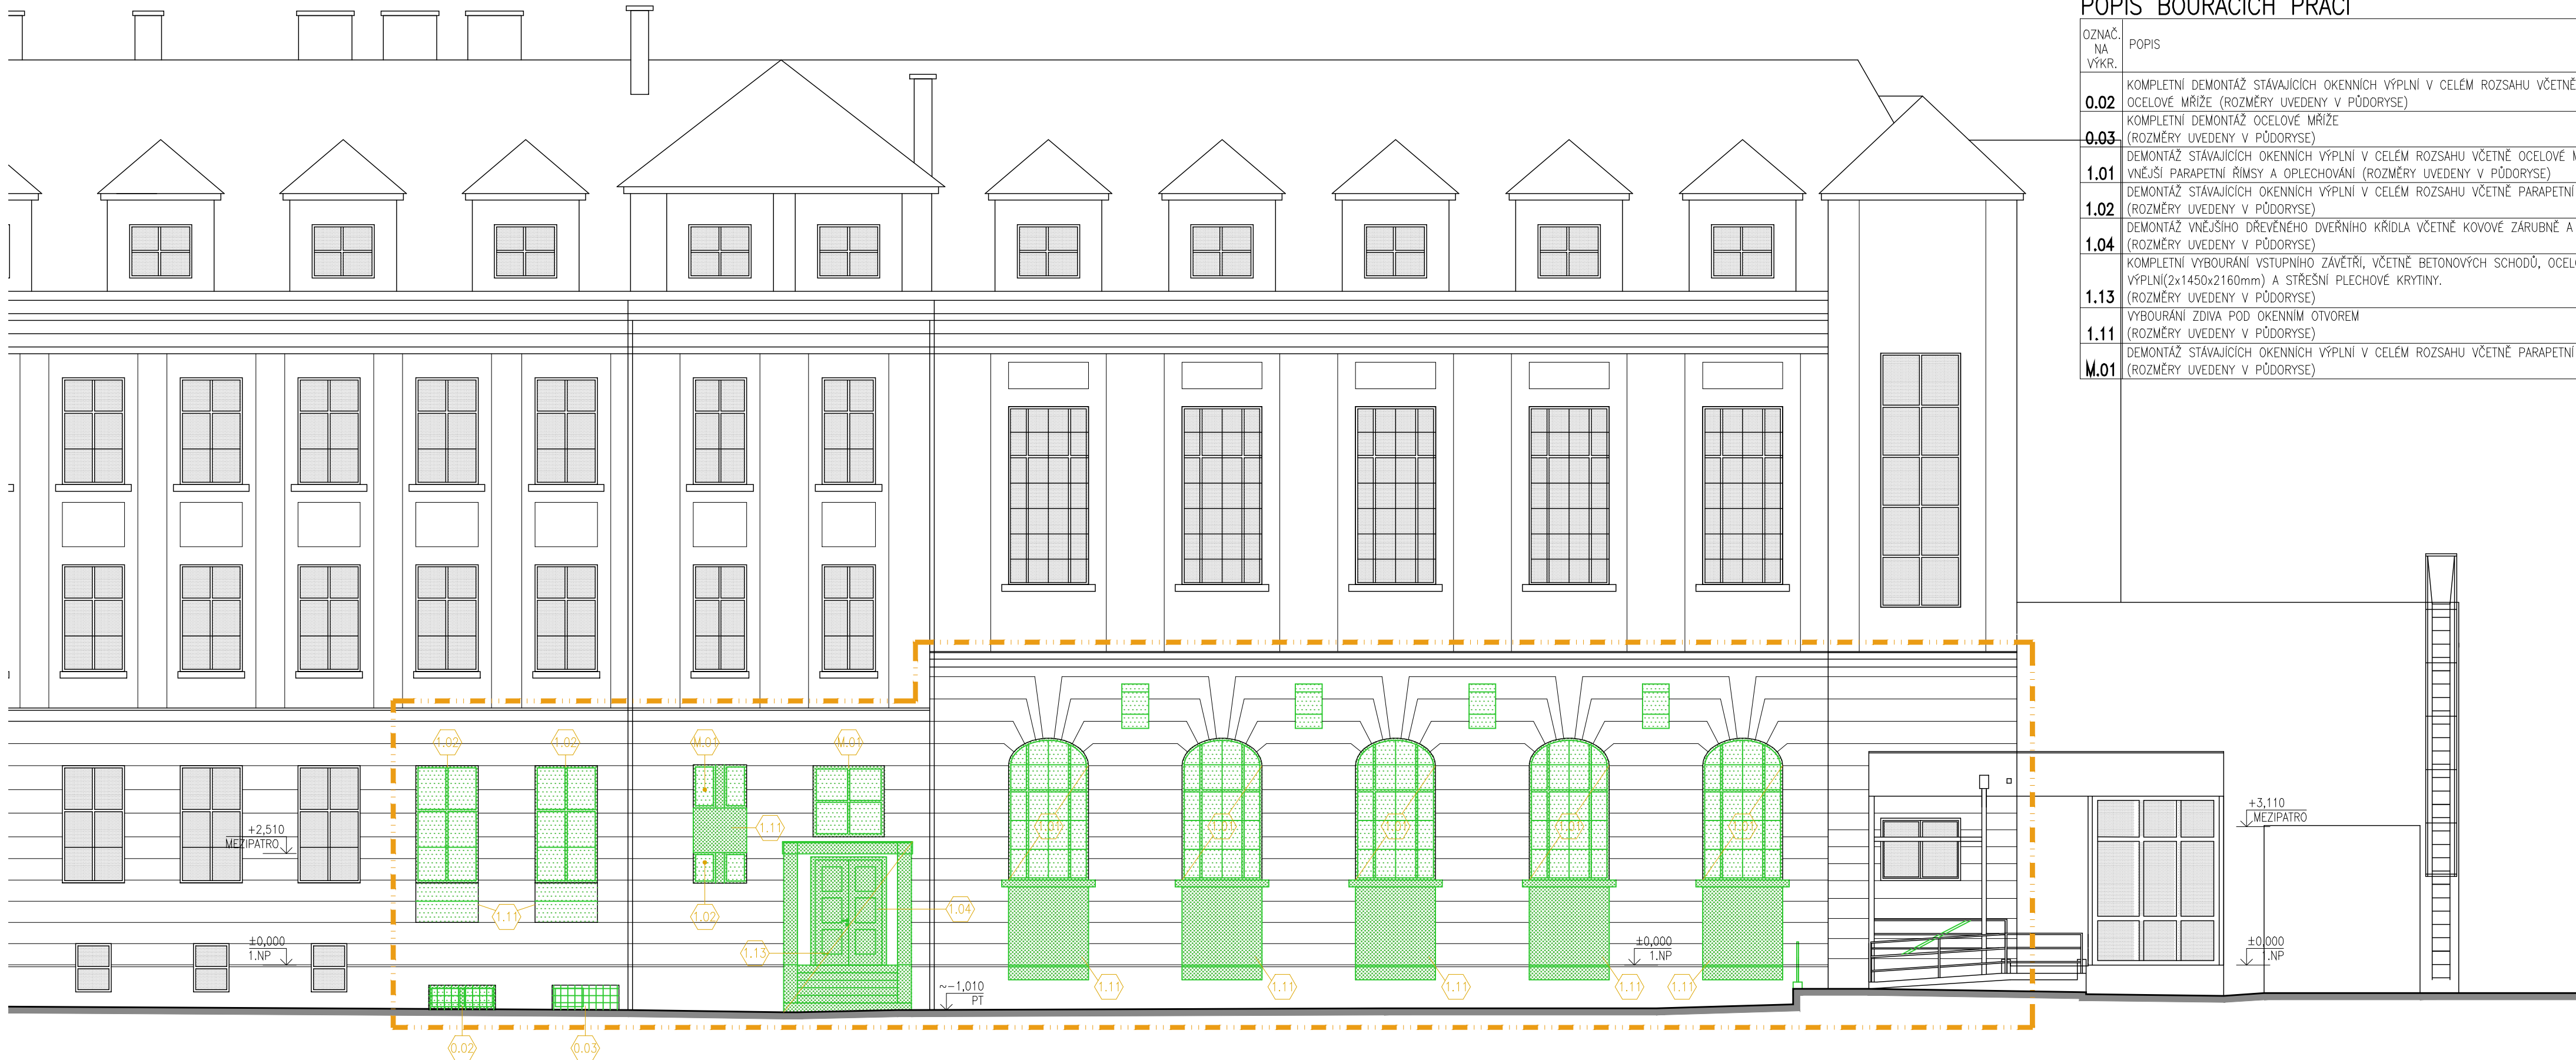 POPIS BOURACÍCH PRACÍ
OZNAČ.
NA
VÝKR.
POPIS
KOMPLETNÍ DEMONTÁŽ STÁVAJÍCÍCH OKENNÍCH VÝPLNÍ V CELÉM ROZSAHU VČETNĚ
0.02 OCELOVÉ MŘÍŽE (ROZMĚRY UVEDENY V PŮDORYSE)
KOMPLETNÍ DEMONTÁŽ OCELOVÉ MŘÍŽE
0.03 (ROZMĚRY UVEDENY V PŮDORYSE)
DEMONTÁŽ STÁVAJÍCÍCH OKENNÍCH VÝPLNÍ V CELÉM ROZSAHU VČETNĚ OCELOVÉ
1.01 VNĚJŠÍ PARAPETNÍ ŘÍMSY A OPLECHOVÁNÍ (ROZMĚRY UVEDENY V PŮDORYSE)
DEMONTÁŽ STÁVAJÍCÍCH OKENNÍCH VÝPLNÍ V CELÉM ROZSAHU VČETNĚ PARAPETNÍ
1.02 (ROZMĚRY UVEDENY V PŮDORYSE)
DEMONTÁŽ VNĚJŠÍHO DŘEVĚNÉHO DVEŘNÍHO KŘÍDLA VČETNĚ KOVOVÉ ZÁRUBNĚ A
1.04 (ROZMĚRY UVEDENY V PŮDORYSE)
KOMPLETNÍ VYBOURÁNÍ VSTUPNÍHO ZÁVĚTŘÍ, VČETNĚ BETONOVÝCH SCHODŮ,
VÝPLNÍ(2x1450x2160mm) A STŘEŠNÍ PLECHOVÉ KRYTINY.
1.13 (ROZMĚRY UVEDENY V PŮDORYSE)
VYBOURÁNÍ ZDIVA POD OKENNÍM OTVOREM
1.11 (ROZMĚRY UVEDENY V PŮDORYSE)
DEMONTÁŽ STÁVAJÍCÍCH OKENNÍCH VÝPLNÍ V CELÉM ROZSAHU VČETNĚ PARAPETNÍ
M.01 (ROZMĚRY UVEDENY V PŮDORYSE)
1.02
1.02
M.01
M.01
+2,510
MEZIPATRO
1.11
+3,110
MEZIPATRO
1.11
1.02
1.04
1.13
±0,000
1.NP
±0,000
1.NP
±0,000
1.NP
~-1,010
PT
1.11
1.11
1.11
1.11
1.11
0.02
0.03